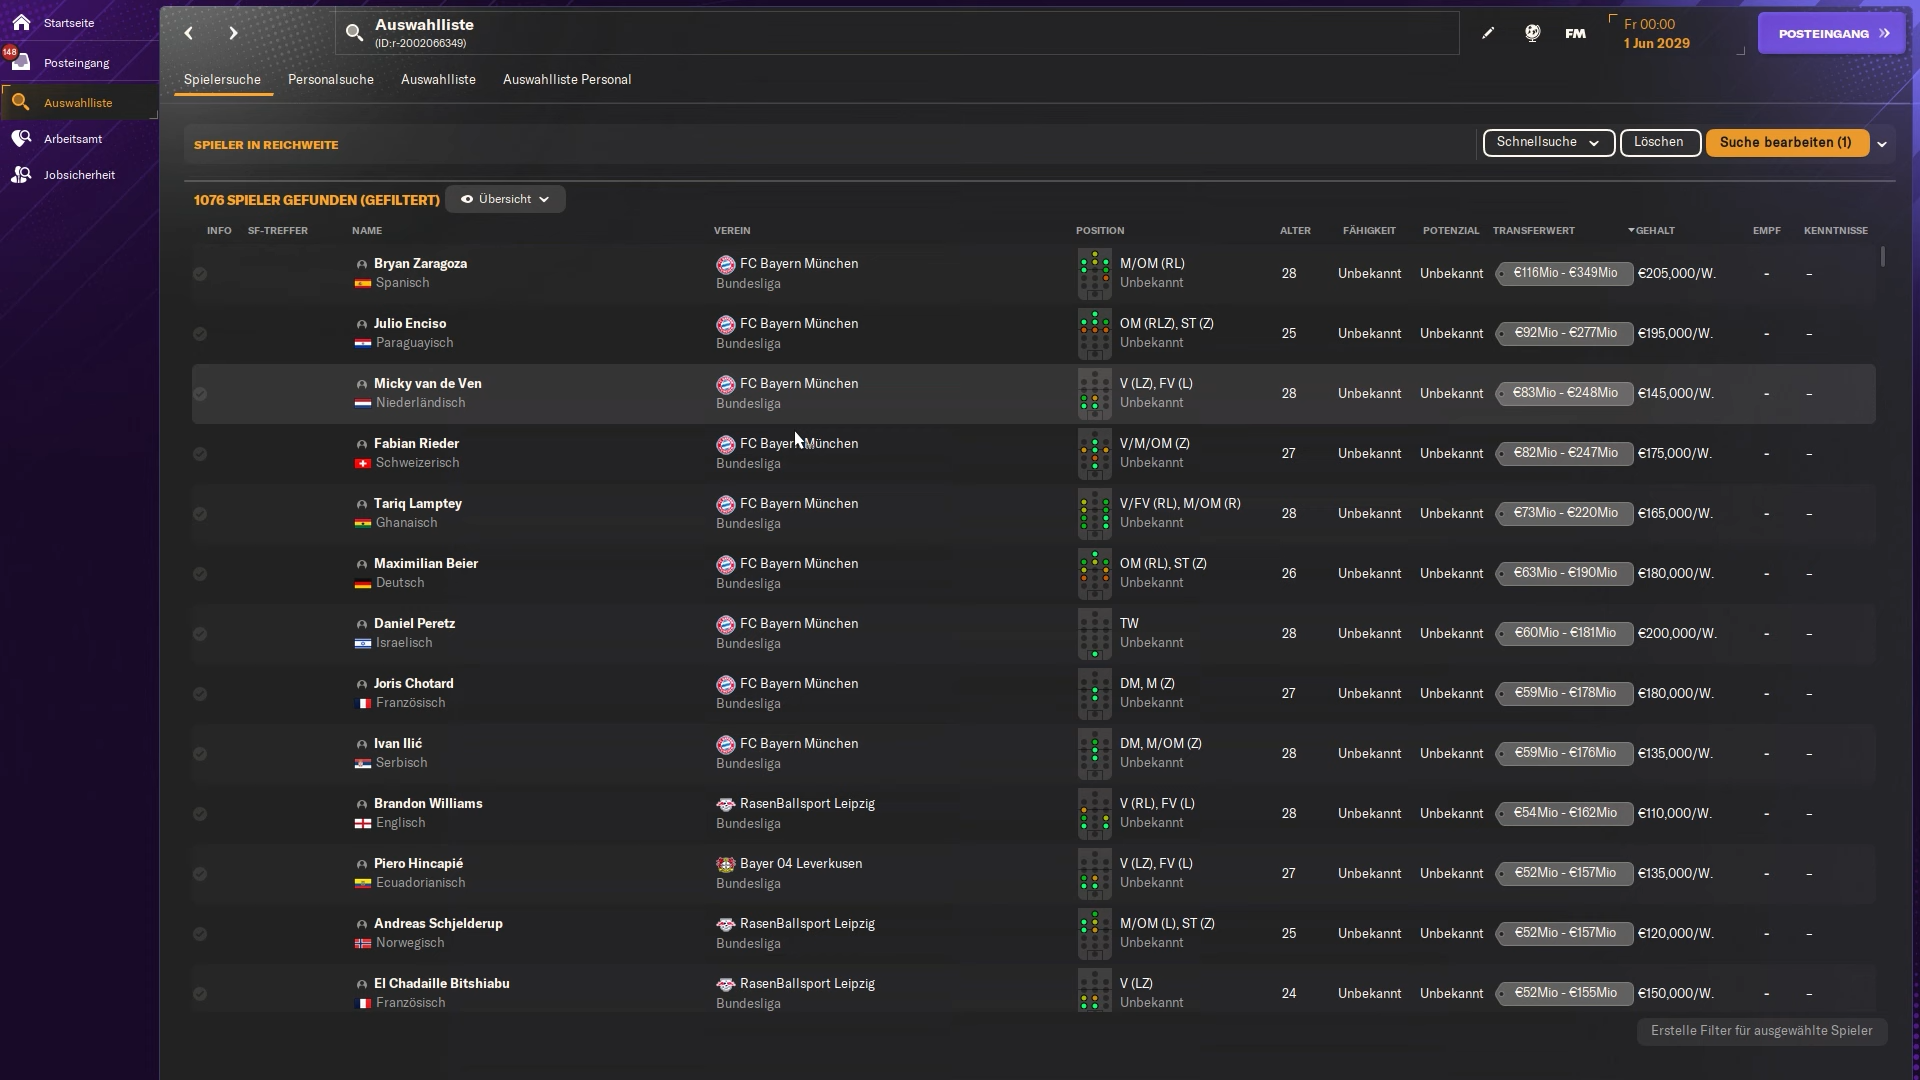 Startseite
148
Posteingang
Auswahlliste
Arbeitsamt
Jobsicherheit
Auswahlliste
(ID:r-2002066349)
FM
Fr 00:00
1 Jun 2029
POSTEINGANG
Spielersuche Personalsuche Auswahlliste Auswahlliste Personal
SPIELER IN REICHWEITE
Schnellsuche Löschen Suche bearbeiten (1)
1076 SPIELER GEFUNDEN (GEFILTERT) Übersicht
INFO SF-TREFFER NAME VEREIN POSITION ALTER FÄHIGKEIT POTENZIAL TRANSFERWERT GEHALT EMPF KENNTNISSE
Bryan Zaragoza FC Bayern München M/OM (RL) 28 Unbekannt Unbekannt €116Mio - €349Mio €205,000/W. - -
Spanisch Bundesliga Unbekannt
Julio Enciso FC Bayern München OM (RLZ), ST (Z) 25 Unbekannt Unbekannt €92Mio - €277Mio €195,000/W. - -
Paraguayisch Bundesliga Unbekannt
Micky van de Ven FC Bayern München V (LZ), FV (L) 28 Unbekannt Unbekannt €83Mio - €248Mio €145,000/W. - -
Niederländisch Bundesliga Unbekannt
Fabian Rieder FC Bayern München V/M/OM (Z) 27 Unbekannt Unbekannt €82Mio - €247Mio €175,000/W. - -
Schweizerisch Bundesliga Unbekannt
Tariq Lamptey FC Bayern München V/FV (RL), M/OM (R) 28 Unbekannt Unbekannt €73Mio - €220Mio €165,000/W. - -
Ghanaisch Bundesliga Unbekannt
Maximilian Beier FC Bayern München OM (RL), ST (Z) 26 Unbekannt Unbekannt €63Mio - €190Mio €180,000/W. - -
Deutsch Bundesliga Unbekannt
Daniel Peretz FC Bayern München TW 28 Unbekannt Unbekannt €60Mio - €181Mio €200,000/W. - -
Israelisch Bundesliga Unbekannt
Joris Chotard FC Bayern München DM, M (Z) 27 Unbekannt Unbekannt €59Mio - €178Mio €180,000/W. - -
Französisch Bundesliga Unbekannt
Ivan Ilić FC Bayern München DM, M/OM (Z) 28 Unbekannt Unbekannt €59Mio - €176Mio €135,000/W. - -
Serbisch Bundesliga Unbekannt
Brandon Williams RasenBallsport Leipzig V (RL), FV (L) 28 Unbekannt Unbekannt €54Mio - €162Mio €110,000/W. - -
Englisch Bundesliga Unbekannt
Piero Hincapié Bayer 04 Leverkusen V (LZ), FV (L) 27 Unbekannt Unbekannt €52Mio - €157Mio €135,000/W. - -
Ecuadorianisch Bundesliga Unbekannt
Andreas Schjelderup RasenBallsport Leipzig M/OM (L), ST (Z) 25 Unbekannt Unbekannt €52Mio - €157Mio €120,000/W. - -
Norwegisch Bundesliga Unbekannt
El Chadaille Bitshiabu RasenBallsport Leipzig V (LZ) 24 Unbekannt Unbekannt €52Mio - €155Mio €150,000/W. - -
Französisch Bundesliga Unbekannt
Erstelle Filter für ausgewählte Spieler